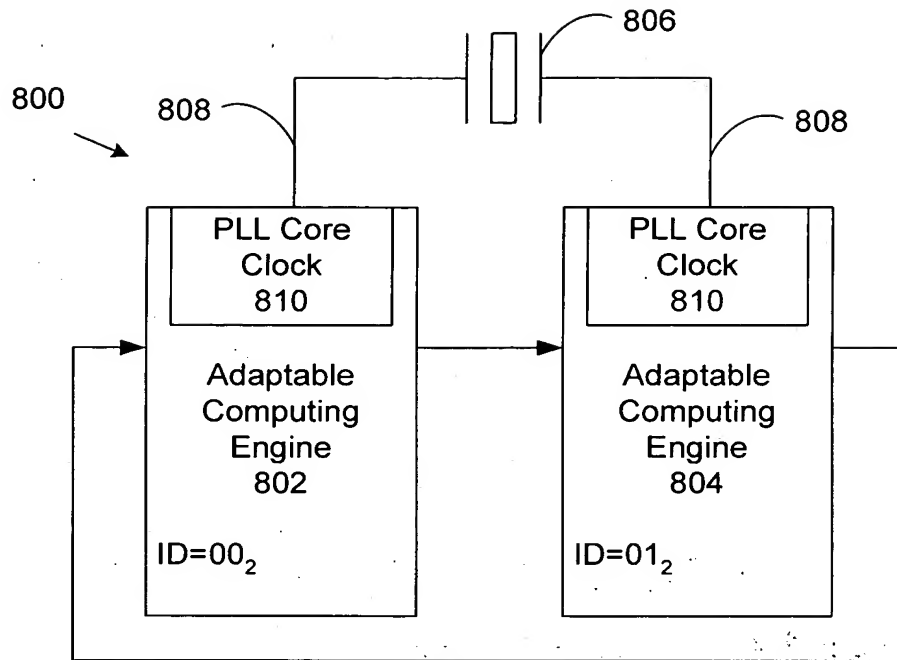 806
800
808
808
PLL Core
Clock
810
PLL Core
Clock
810
Adaptable
Computing
Engine
802
Adaptable
Computing
Engine
804
ID=00₂
ID=01₂